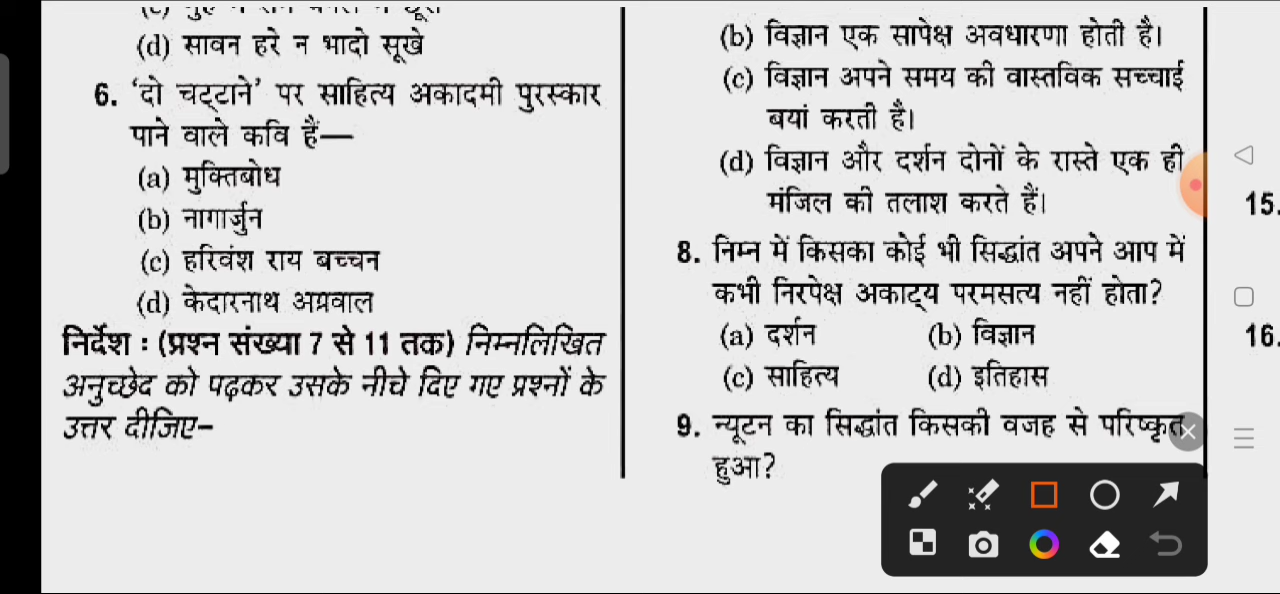 (d) सावन हरे न भादो सूखे
6. ‘दो चट्टाने’ पर साहित्य अकादमी पुरस्कार
पाने वाले कवि हैं—
(a) मुक्तिबोध
(b) नागार्जुन
(c) हरिवंश राय बच्चन
(d) केदारनाथ अग्रवाल
निर्देश : (प्रश्न संख्या 7 से 11 तक) निम्नलिखित
अनुच्छेद को पढ़कर उसके नीचे दिए गए प्रश्नों के
उत्तर दीजिए–
(b) विज्ञान एक सापेक्ष अवधारणा होती है।
(c) विज्ञान अपने समय की वास्तविक सच्चाई
बयां करती है।
(d) विज्ञान और दर्शन दोनों के रास्ते एक ही
मंजिल की तलाश करते हैं।
8. निम्न में किसका कोई भी सिद्धांत अपने आप में
कभी निरपेक्ष अकाट्य परमसत्य नहीं होता?
(a) दर्शन (b) विज्ञान
(c) साहित्य (d) इतिहास
9. न्यूटन का सिद्धांत किसकी वजह से परिष्कृत
हुआ?
15.
16.